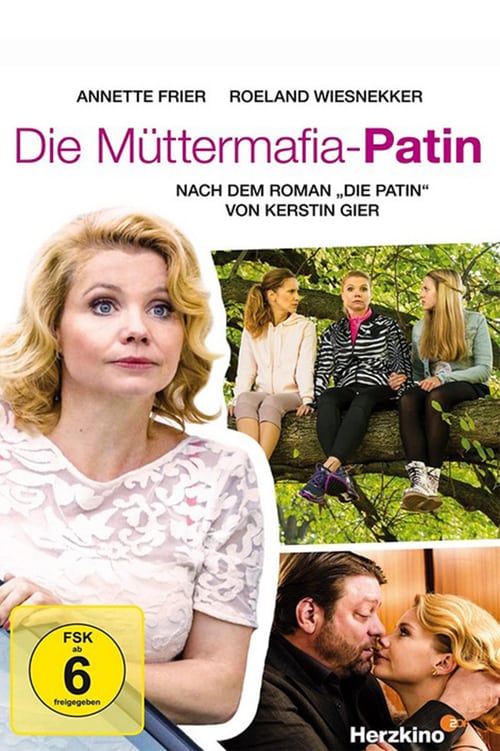 ANNETTE FRIER ROELAND WIESNEKKER
Die Müttermafia-Patin
NACH DEM ROMAN „DIE PATIN“
VON KERSTIN GIER
FSK
ab
6
freigegeben
ZDF
Herzkino